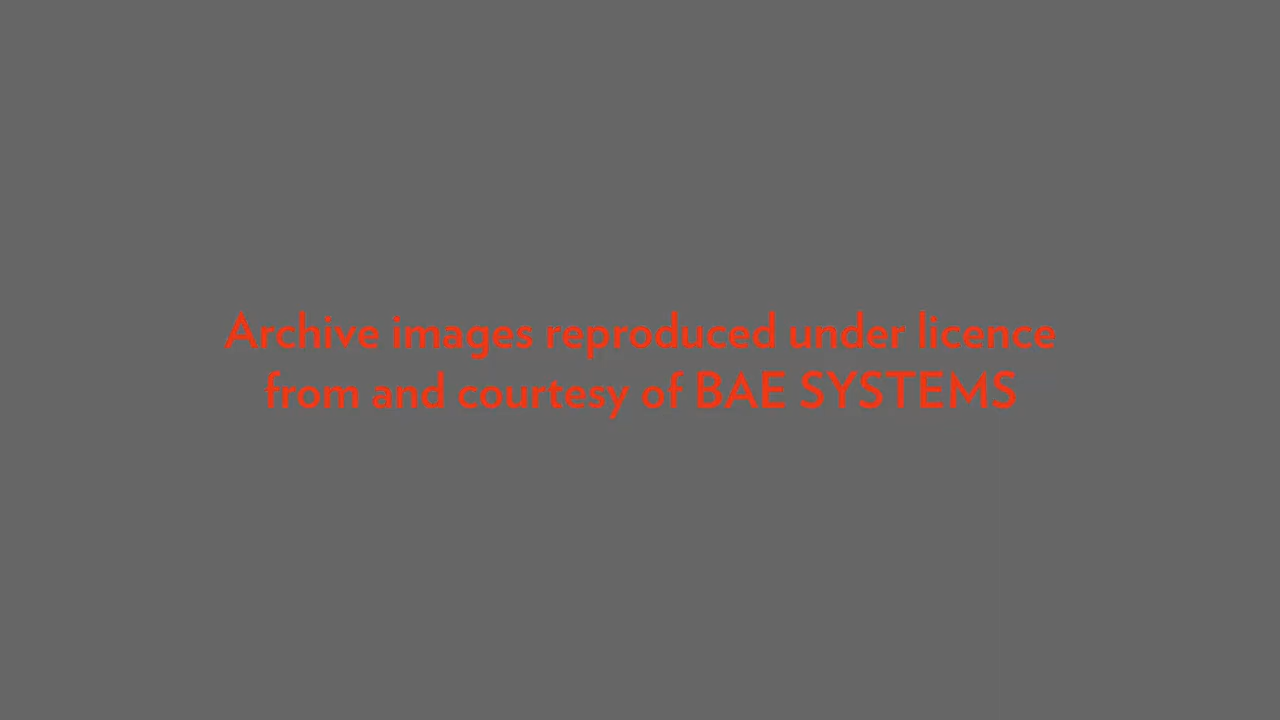 Archive images reproduced under licence
from and courtesy of BAE SYSTEMS